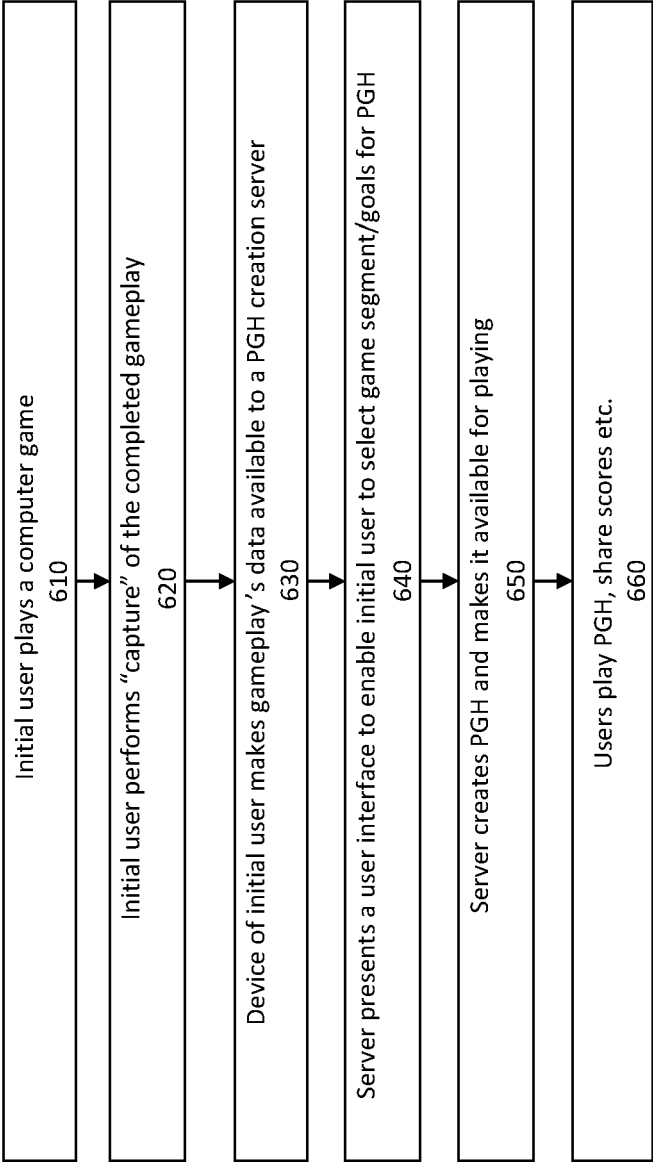 Initial user plays a computer game
610
Initial user performs “capture” of the completed gameplay
620
Device of initial user makes gameplay’s data available to a PGH creation server
630
Server presents a user interface to enable initial user to select game segment/goals for PGH
640
Server creates PGH and makes it available for playing
650
Users play PGH, share scores etc.
660